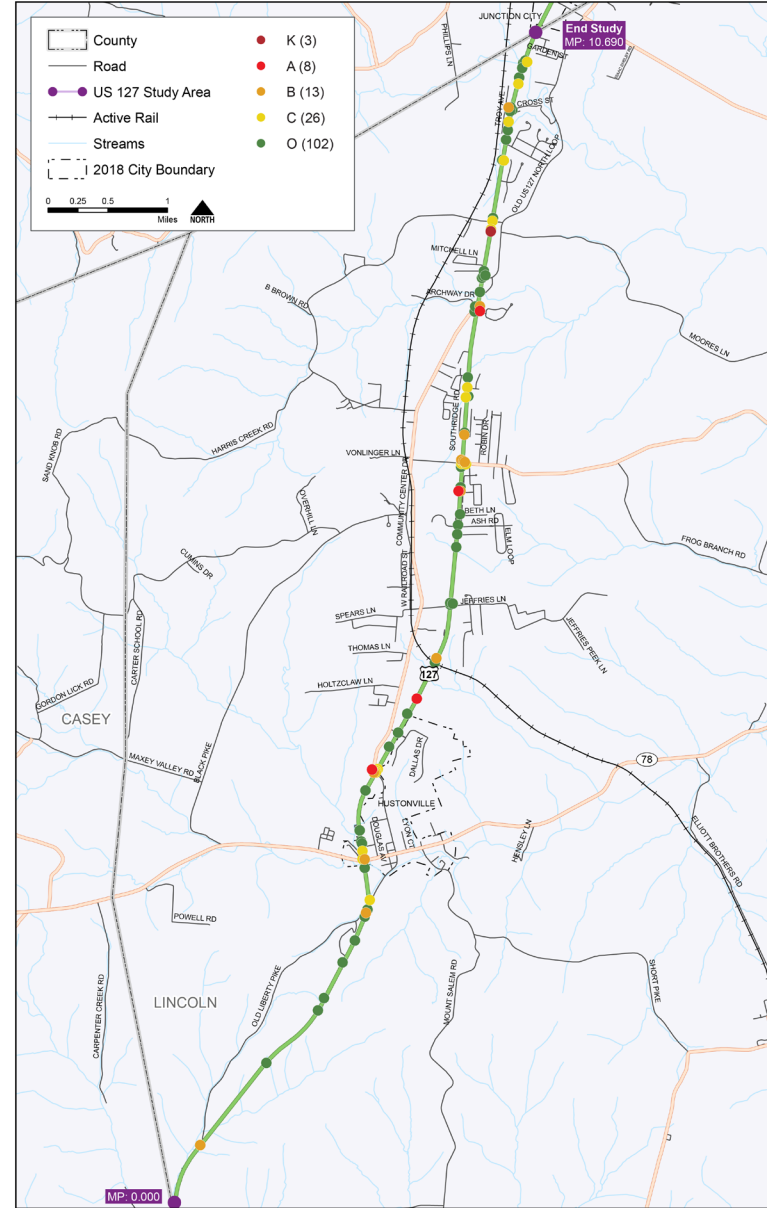 JUNCTION CITY
End Study
MP: 10.690
PHILLIPS LN
GARDEN ST
County
Road
US 127 Study Area
Active Rail
Streams
2018 City Boundary
K (3)
A (8)
B (13)
C (26)
O (102)
0 0.25 0.5 1
Miles
NORTH
TROY AVE
CROSS ST
OLD US127 NORTH LOOP
MITCHELL LN
ARCHWAY DR
B BROWN RD
MOORES LN
SOUTHRIDGE RD
ROBIN DR
HARRIS CREEK RD
SAND KNOB RD
VONLINGER LN
COMMUNITY CENTER DR
OVERHILL LN
BETH LN
ASH RD
ELM LOOP
FROG BRANCH RD
CUMINS DR
W RAILROAD ST
JEFFRIES LN
SPEARS LN
JEFFRIES PEEK LN
CARTER SCHOOL RD
THOMAS LN
127
HOLTZCLAW LN
GORDON LICK RD
CASEY
DALLAS DR
MAXEY VALLEY RD
BLACK PIKE
78
HUSTONVILLE
DOUGLAS AV
LYON CT
HENSLEY LN
ELLIOTT BROTHERS RD
POWELL RD
LINCOLN
OLD LIBERTY PIKE
CARPENTER CREEK RD
MOUNT SALEM RD
SHORT PIKE
MP: 0.000